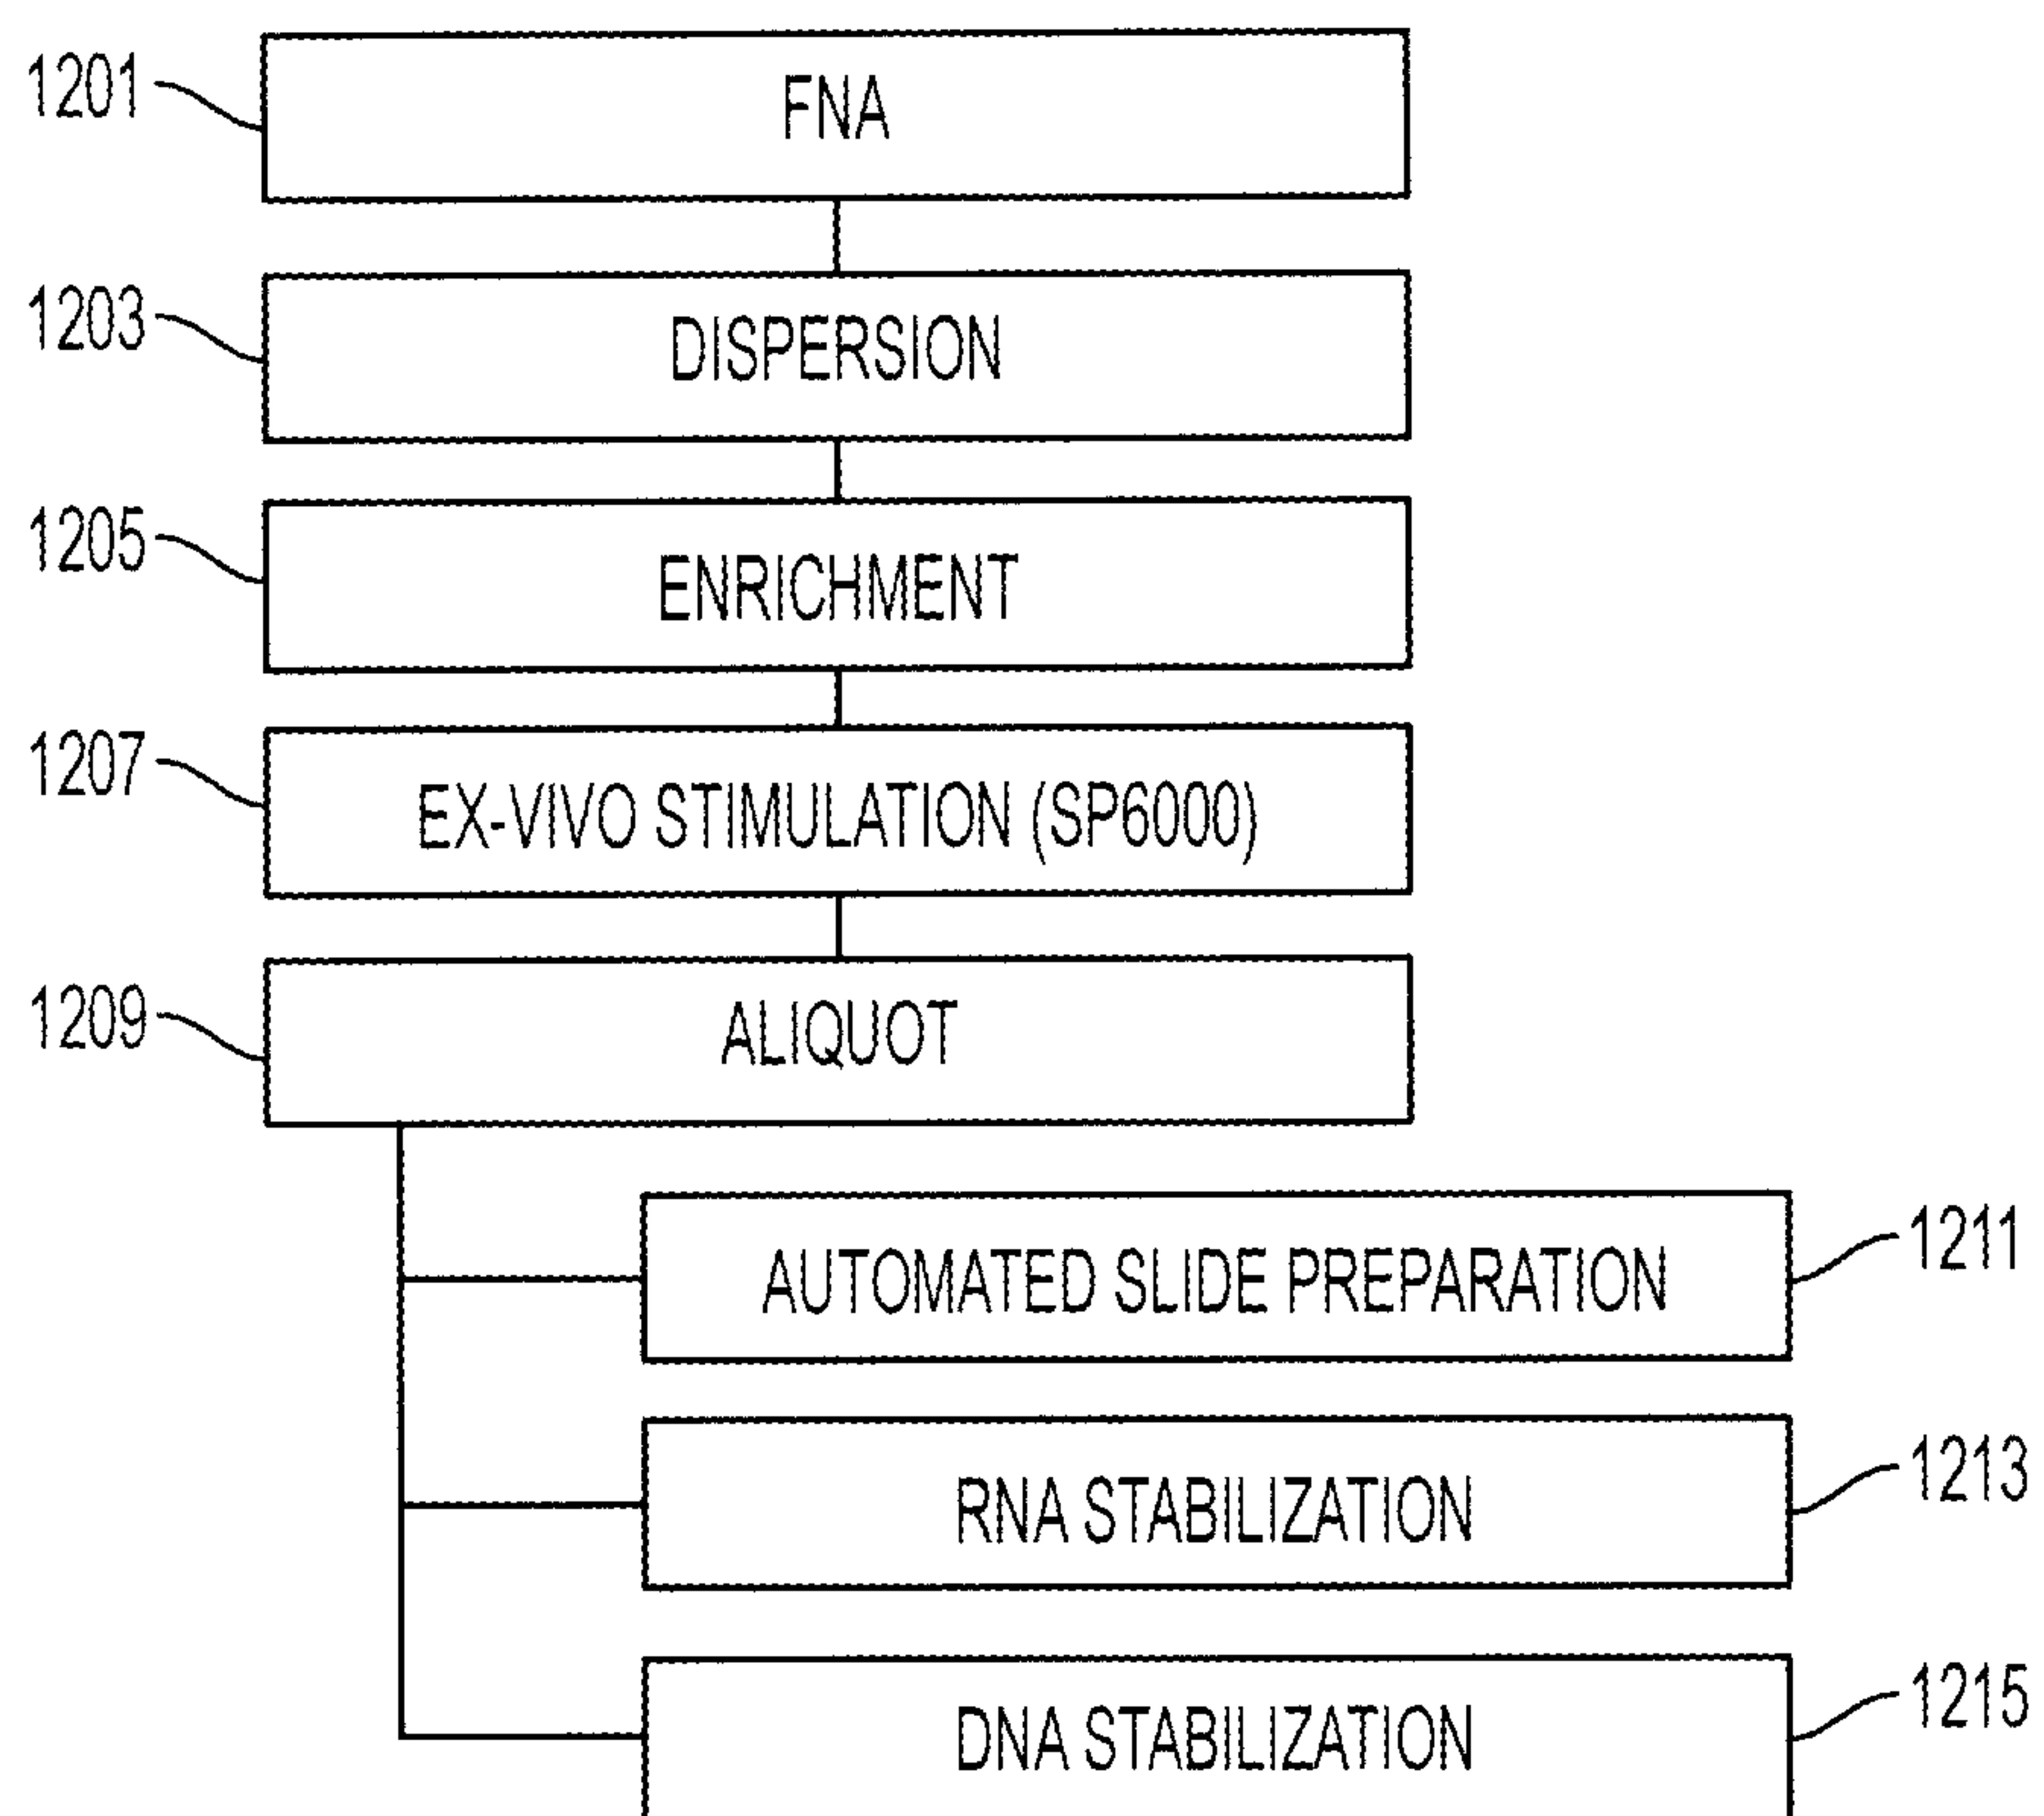 1201
FNA
1203
DISPERSION
1205
ENRICHMENT
1207
EX-VIVO STIMULATION (SP6000)
1209
ALIQUOT
AUTOMATED SLIDE PREPARATION
1211
RNA STABILIZATION
1213
DNA STABILIZATION
1215